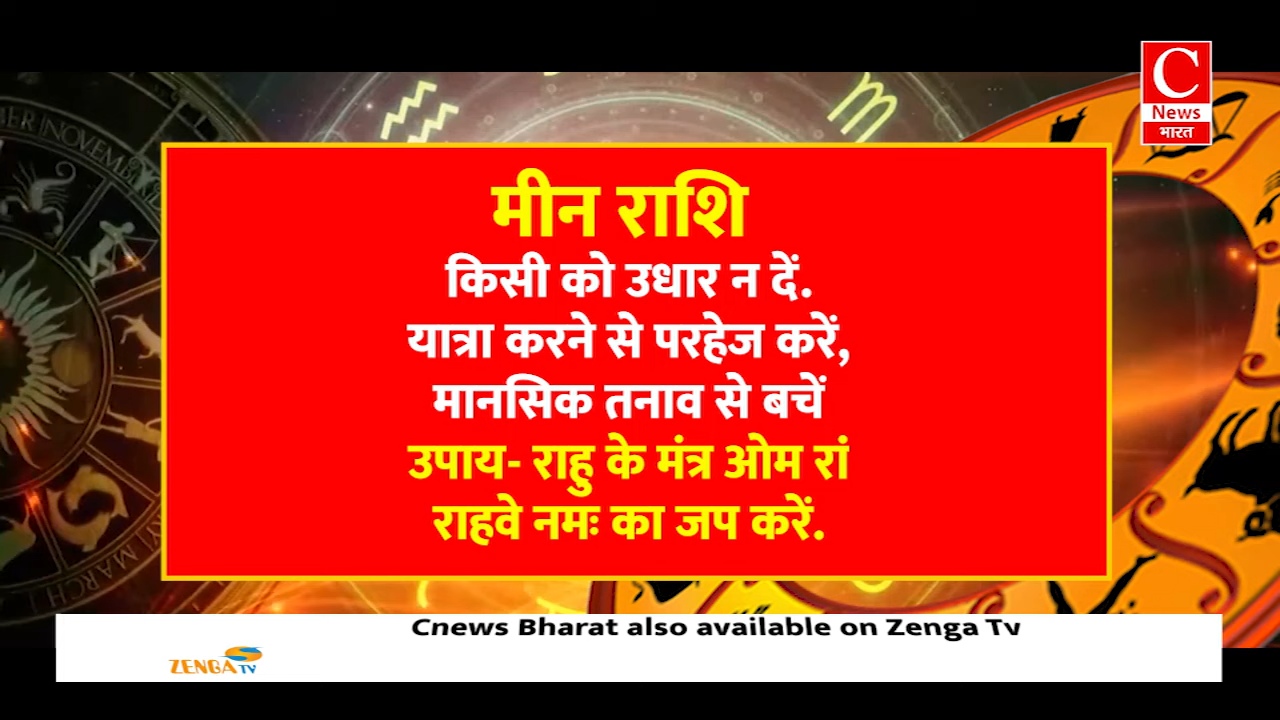 C
News
भारत
मीन राशि
किसी को उधार न दें.
यात्रा करने से परहेज करें,
मानसिक तनाव से बचें
उपाय- राहु के मंत्र ओम रां
राहवे नमः का जप करें.
Cnews Bharat also available on Zenga Tv
ZENGA TV
MARCH